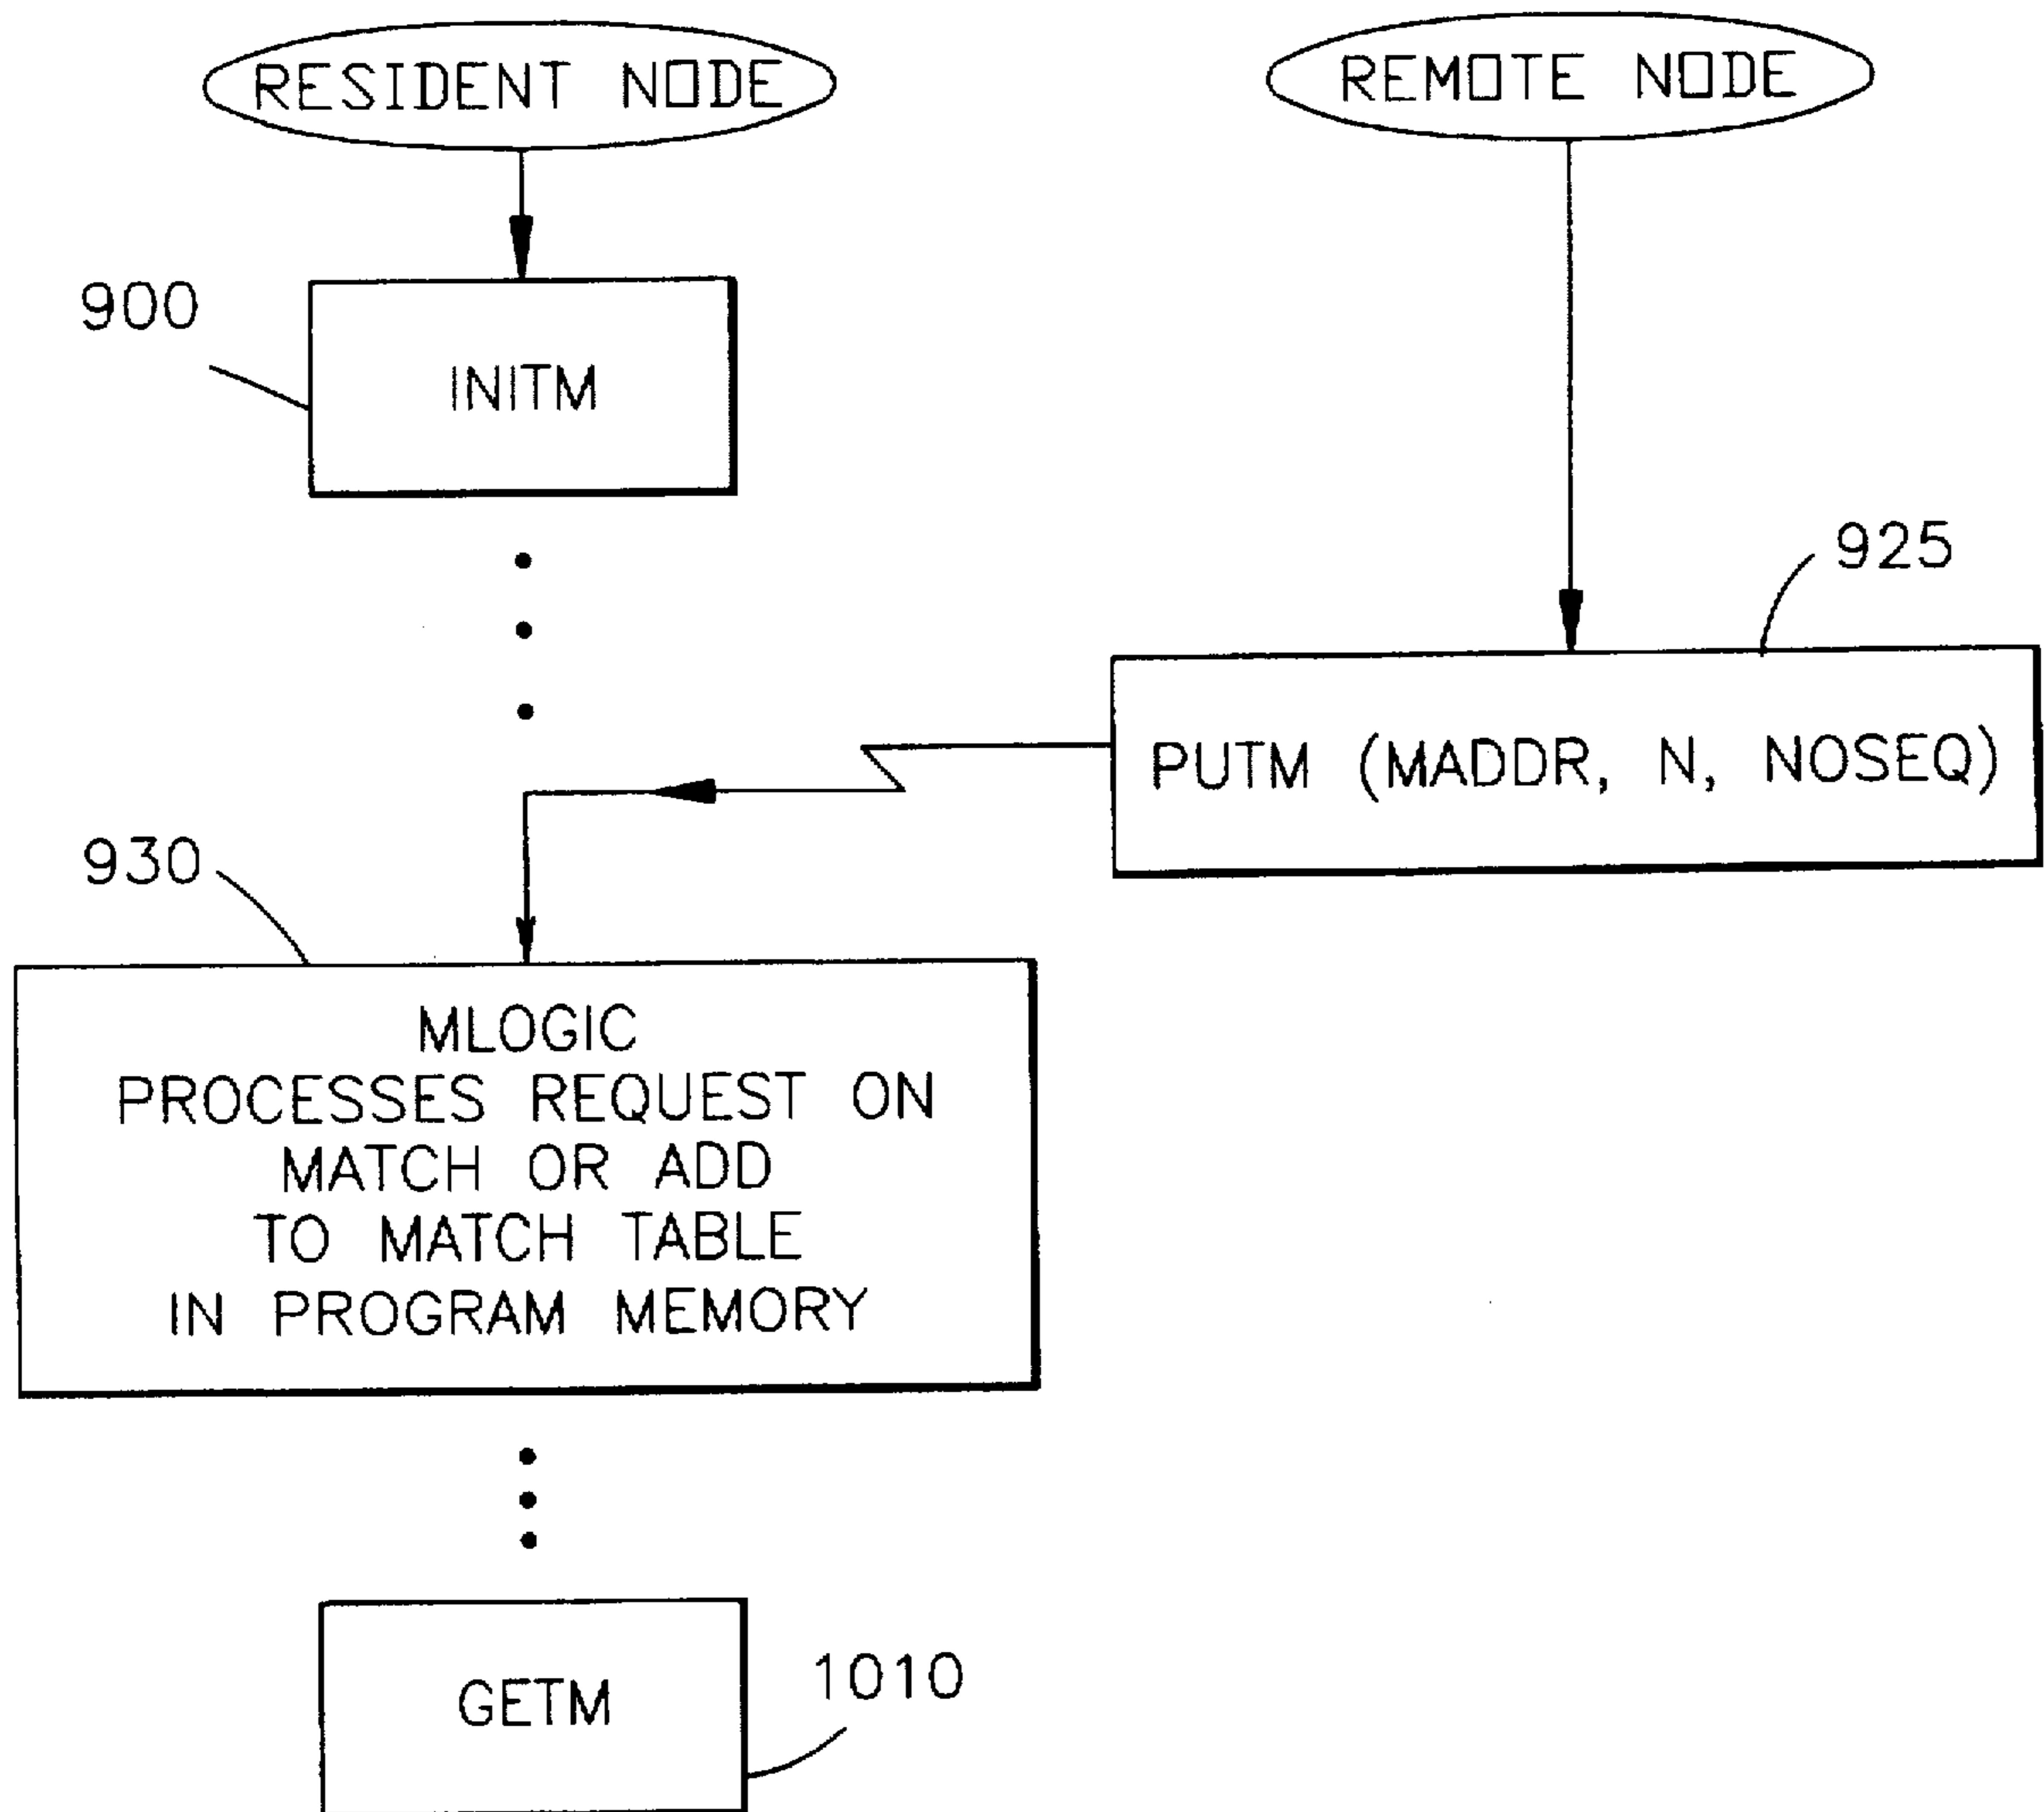 RESIDENT NODE
REMOTE NODE
900
INITM
925
PUTM (MADDR, N, NOSEQ)
930
MLOGIC
PROCESSES REQUEST ON
MATCH OR ADD
TO MATCH TABLE
IN PROGRAM MEMORY
GETM
1010